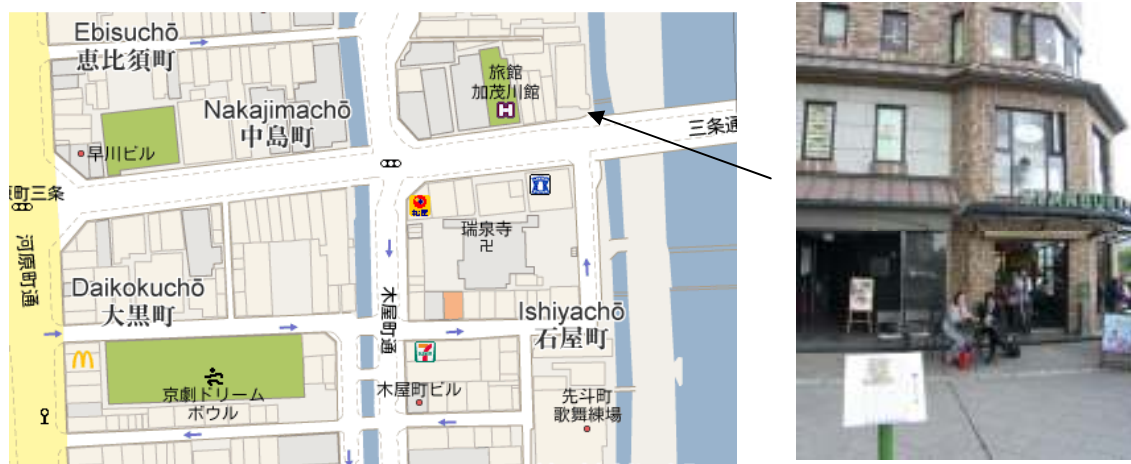 Ebisuchō
恵比須町
Nakajimachō
中島町
旅館
加茂川館
H
三条通
早川ビル
町三条
河原町通
瑞泉寺
Daikokuchō
大黒町
木屋町通
Ishiyachō
石屋町
京劇ドリーム
ボウル
木屋町ビル
先斗町
歌舞練場